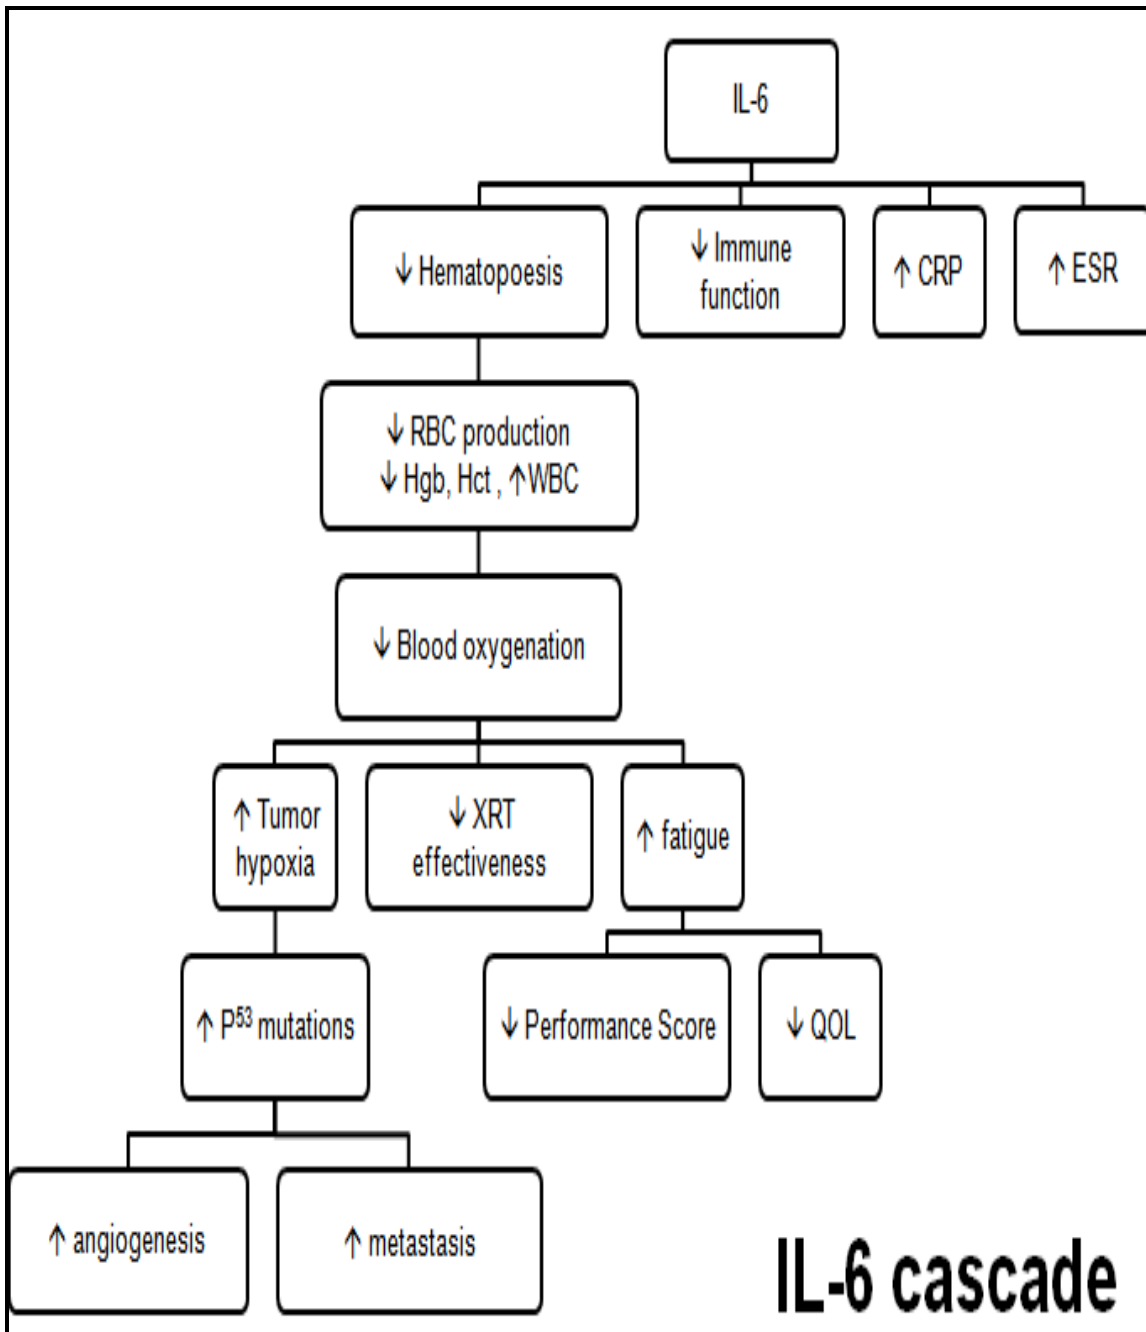 IL-6
↓ Hematopoesis
↓ Immune
function
↑ CRP
↑ ESR
↓ RBC production
↓ Hgb, Hct , ↑WBC
↓ Blood oxygenation
↑ Tumor
hypoxia
↓ XRT
effectiveness
↑ fatigue
↑ P⁵³ mutations
↓ Performance Score
↓ QOL
↑ angiogenesis
↑ metastasis
IL-6 cascade